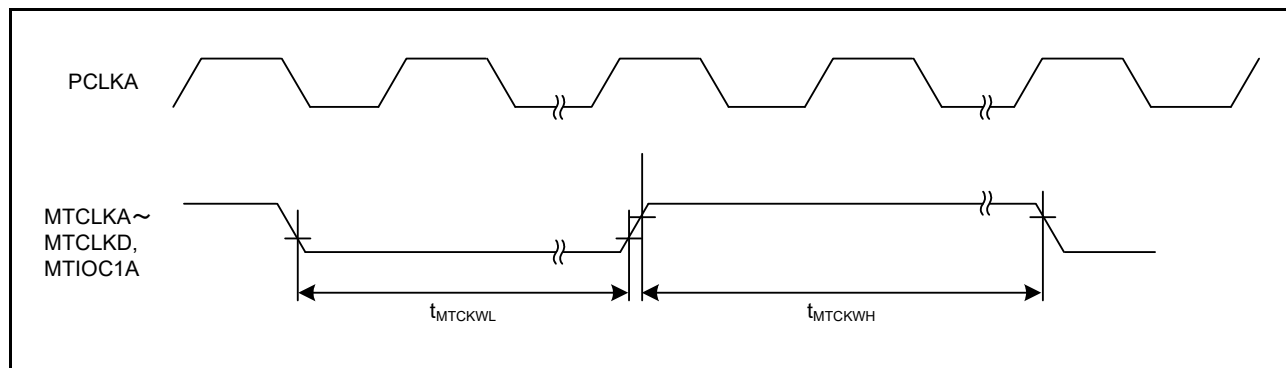 PCLKA
MTCLKA～
MTCLKD,
MTIOC1A
tMTCKWL
tMTCKWH